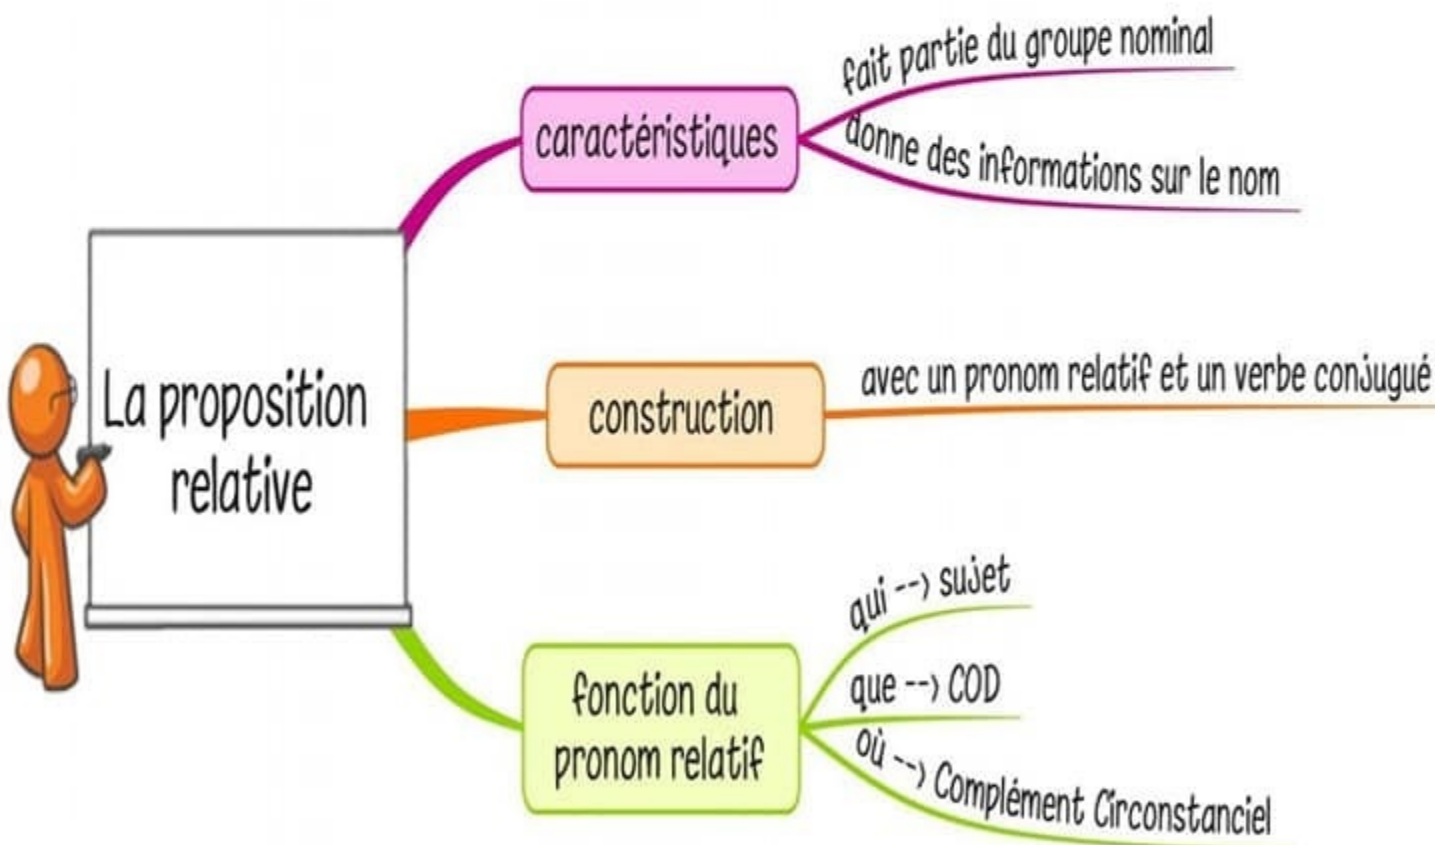 La proposition
relative
caractéristiques
fait partie du groupe nominal
donne des informations sur le nom
construction
avec un pronom relatif et un verbe conjugué
fonction du
pronom relatif
qui --> sujet
que --> COD
où --> Complément Circonstanciel